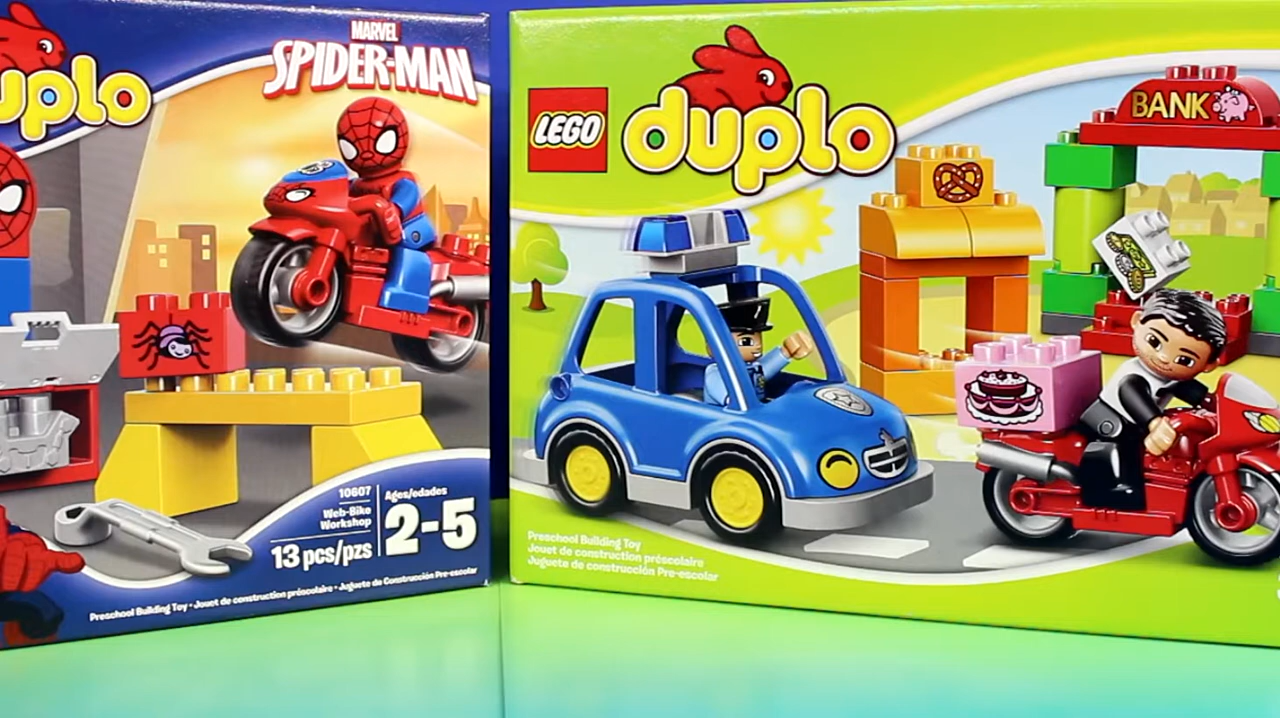 duplo
MARVEL
SPIDER-MAN
10607
Web-Bike
Workshop
13 pcs/pzs
Ages/edades
2-5
Preschool Building Toy • Jouet de construction préscolaire • Juguete de Construcción Pre-escolar
LEGO
duplo
BANK
Preschool Building Toy
Jouet de construction préscolaire
Juguete de construcción Pre-escolar